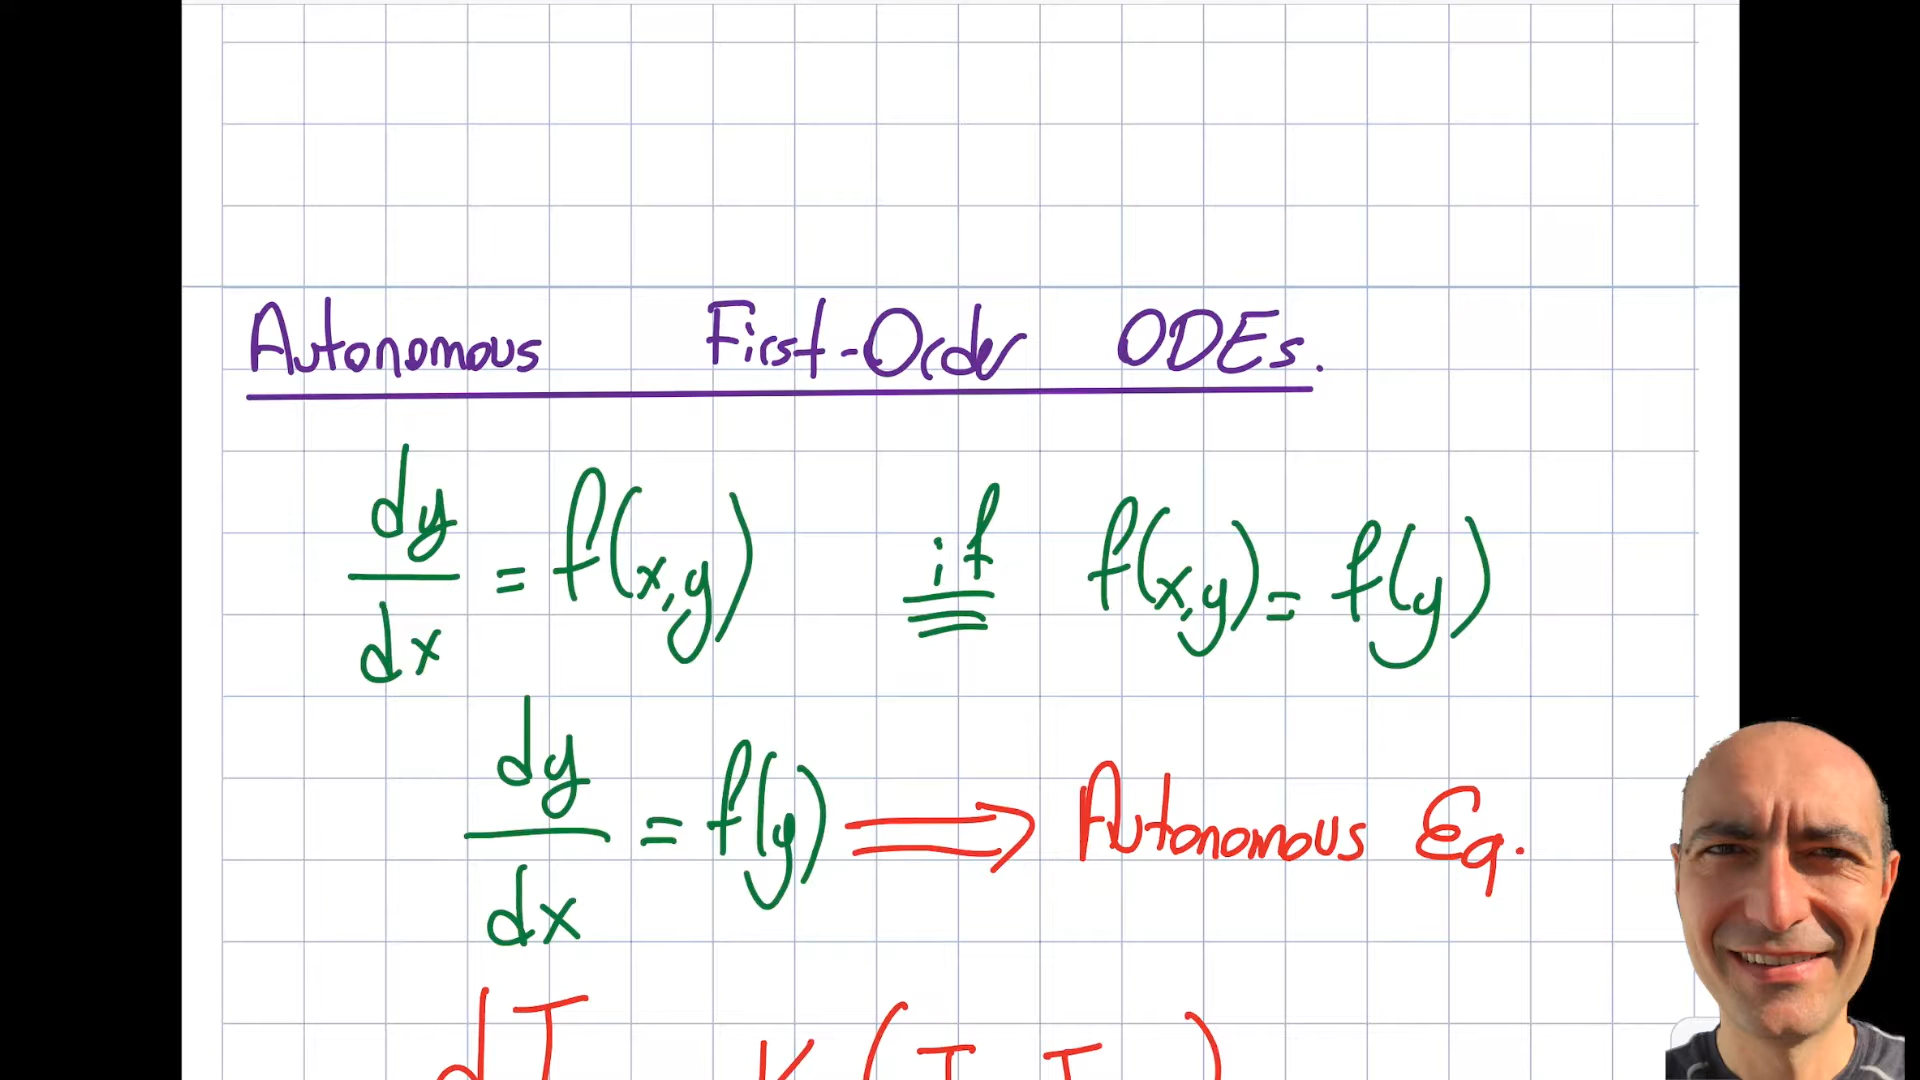 Autonomous First-Order ODEs.
dy/dx = f(x,y) if f(x,y) = f(y)
dy/dx = f(y) ⟹ Autonomous Eq.